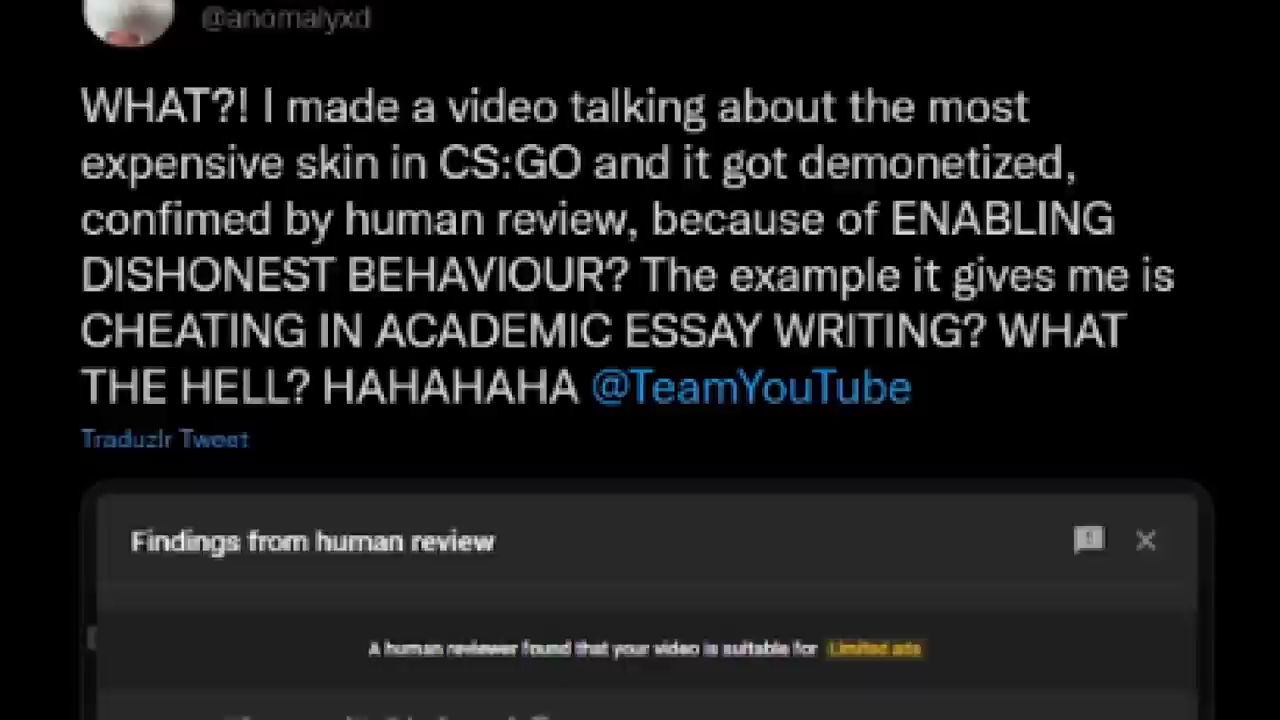 @anomalyxd
WHAT?! I made a video talking about the most
expensive skin in CS:GO and it got demonetized,
confimed by human review, because of ENABLING
DISHONEST BEHAVIOUR? The example it gives me is
CHEATING IN ACADEMIC ESSAY WRITING? WHAT
THE HELL? HAHAHAHA @TeamYouTube
Traduzir Tweet
Findings from human review
A human reviewer found that your video is suitable for Limited ads